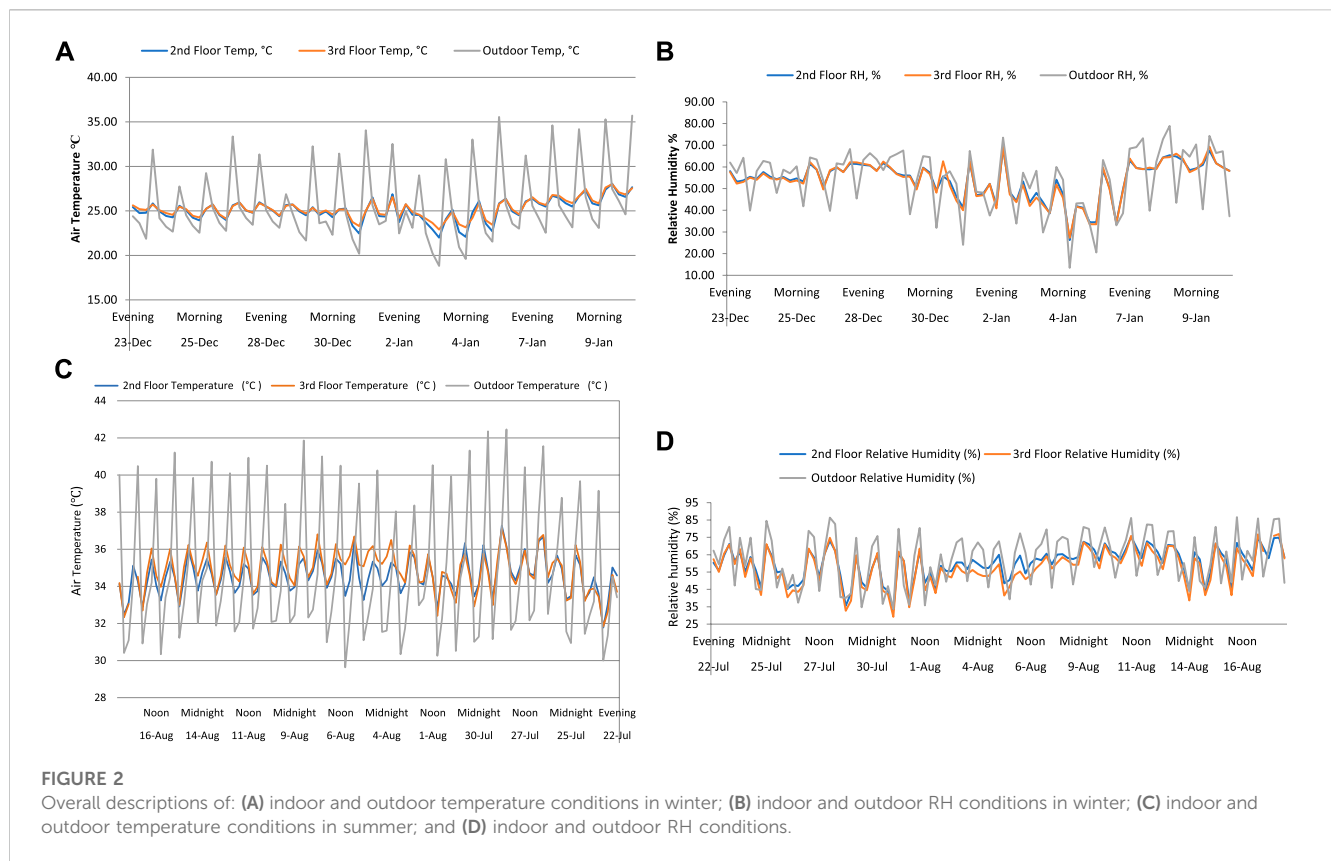 A
2nd Floor Temp, °C 3rd Floor Temp, °C Outdoor Temp, °C
40.00
35.00
30.00
25.00
20.00
15.00
Air Temperature °C
Evening Morning Evening Morning Evening Morning Evening Morning
23-Dec 25-Dec 28-Dec 30-Dec 2-Jan 4-Jan 7-Jan 9-Jan
B
2nd Floor RH, % 3rd Floor RH, % Outdoor RH, %
90.00
80.00
70.00
60.00
50.00
40.00
30.00
20.00
10.00
Relative Humidity %
Evening Morning Evening Morning Evening Morning Evening Morning
23-Dec 25-Dec 28-Dec 30-Dec 2-Jan 4-Jan 7-Jan 9-Jan
C
2nd Floor Temperature (°C ) 3rd Floor Temperature (°C ) Outdoor Temperature (°C )
44
42
40
38
36
34
32
30
28
Air Temperature (°C)
Noon Midnight Noon Midnight Noon Midnight Noon Midnight Noon Midnight Evening
16-Aug 14-Aug 11-Aug 9-Aug 6-Aug 4-Aug 1-Aug 30-Jul 27-Jul 25-Jul 22-Jul
D
2nd Floor Relative Humidity (%) 3rd Floor Relative Humidity (%)
Outdoor Relative Humidity (%)
95
85
75
65
55
45
35
25
Relative humidity (%)
Evening Midnight Noon Midnight Noon Midnight Noon Midnight Noon Midnight Noon
22-Jul 25-Jul 27-Jul 30-Jul 1-Aug 4-Aug 6-Aug 9-Aug 11-Aug 14-Aug 16-Aug
FIGURE 2
Overall descriptions of: (A) indoor and outdoor temperature conditions in winter; (B) indoor and outdoor RH conditions in winter; (C) indoor and
outdoor temperature conditions in summer; and (D) indoor and outdoor RH conditions.